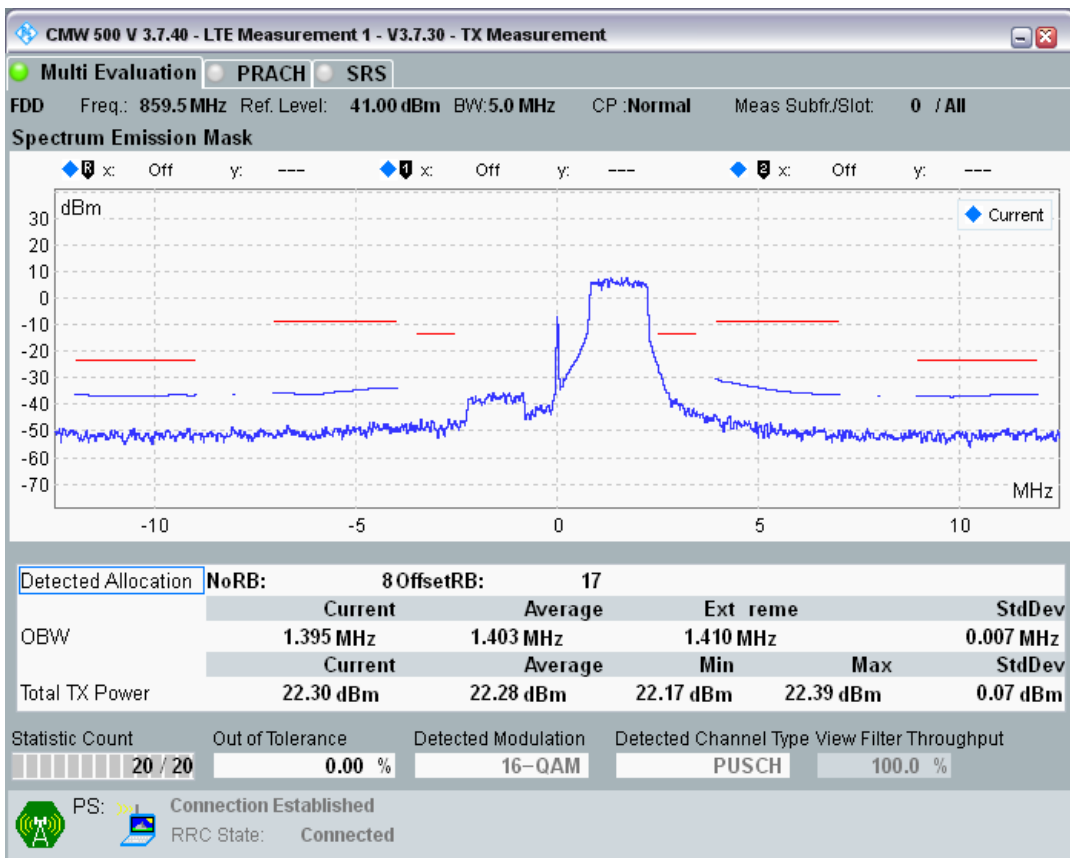 CMW 500 V 3.7.40 - LTE Measurement 1 - V3.7.30 - TX Measurement
Multi Evaluation PRACH SRS
FDD Freq.: 859.5 MHz Ref. Level: 41.00 dBm BW:5.0 MHz CP :Normal Meas Subfr./Slot: 0 / All
Spectrum Emission Mask
R x: Off y: --- 1 x: Off y: --- 2 x: Off y: ---
dBm
Current
30
20
10
0
-10
-20
-30
-40
-50
-60
-70
MHz
-10 -5 0 5 10
Detected Allocation NoRB: 8 OffsetRB: 17
Current Average Ext reme StdDev
OBW 1.395 MHz 1.403 MHz 1.410 MHz 0.007 MHz
Current Average Min Max StdDev
Total TX Power 22.30 dBm 22.28 dBm 22.17 dBm 22.39 dBm 0.07 dBm
Statistic Count Out of Tolerance Detected Modulation Detected Channel Type View Filter Throughput
20 / 20 0.00 % 16-QAM PUSCH 100.0 %
PS: Connection Established
RRC State: Connected